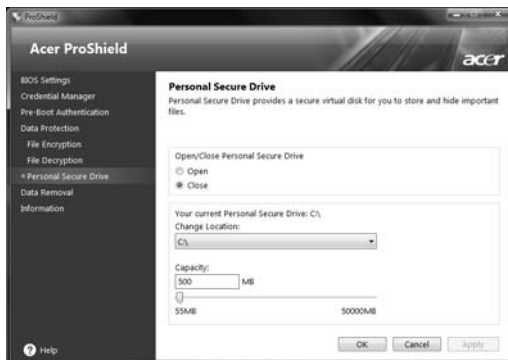 ProShield
Acer ProShield
acer
BIOS Settings
Credential Manager
Pre-Boot Authentication
Data Protection
File Encryption
File Decryption
Personal Secure Drive
Data Removal
Information
Help
Personal Secure Drive
Personal Secure Drive provides a secure virtual disk for you to store and hide important
files.
Open/Close Personal Secure Drive
Open
Close
Your current Personal Secure Drive: C:\
Change Location:
C:\
Capacity:
500 MB
55MB 50000MB
OK Cancel Apply